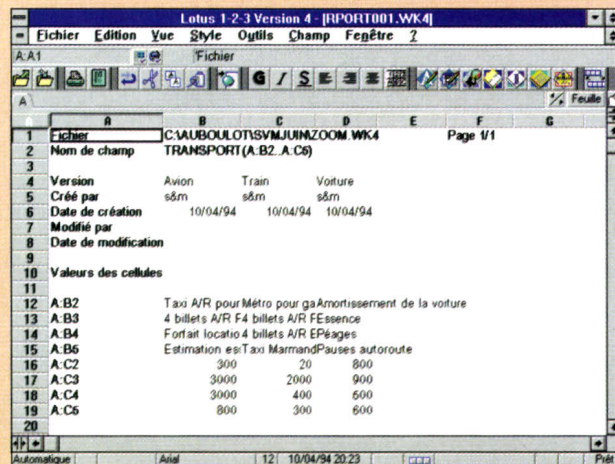 Lotus 1-2-3 Version 4 - [RPORT001.WK4]
Fichier Edition Vue Style Outils Champ Fenêtre ?
A:A1 'Fichier
G I S
A Feuille
A B C D E F G
1 Fichier C:\AUBOULOT\SVMJUIN\ZOOM.WK4 Page 1/1
2 Nom de champ TRANSPORT(A:B2..A:C5)
3
4 Version Avion Train Voiture
5 Créé par s&m s&m s&m
6 Date de création 10/04/94 10/04/94 10/04/94
7 Modifié par
8 Date de modification
9
10 Valeurs des cellules
11
12 A:B2 Taxi A/R pour Métro pour ga Amortissement de la voiture
13 A:B3 4 billets A/R F 4 billets A/R F Essence
14 A:B4 Forfait locatio 4 billets A/R E Péages
15 A:B5 Estimation es Taxi Marmand Pauses autoroute
16 A:C2 300 20 800
17 A:C3 3000 2000 900
18 A:C4 3000 400 600
19 A:C5 800 300 600
20
Automatique Arial 12 10/04/94 20:23 Prêt